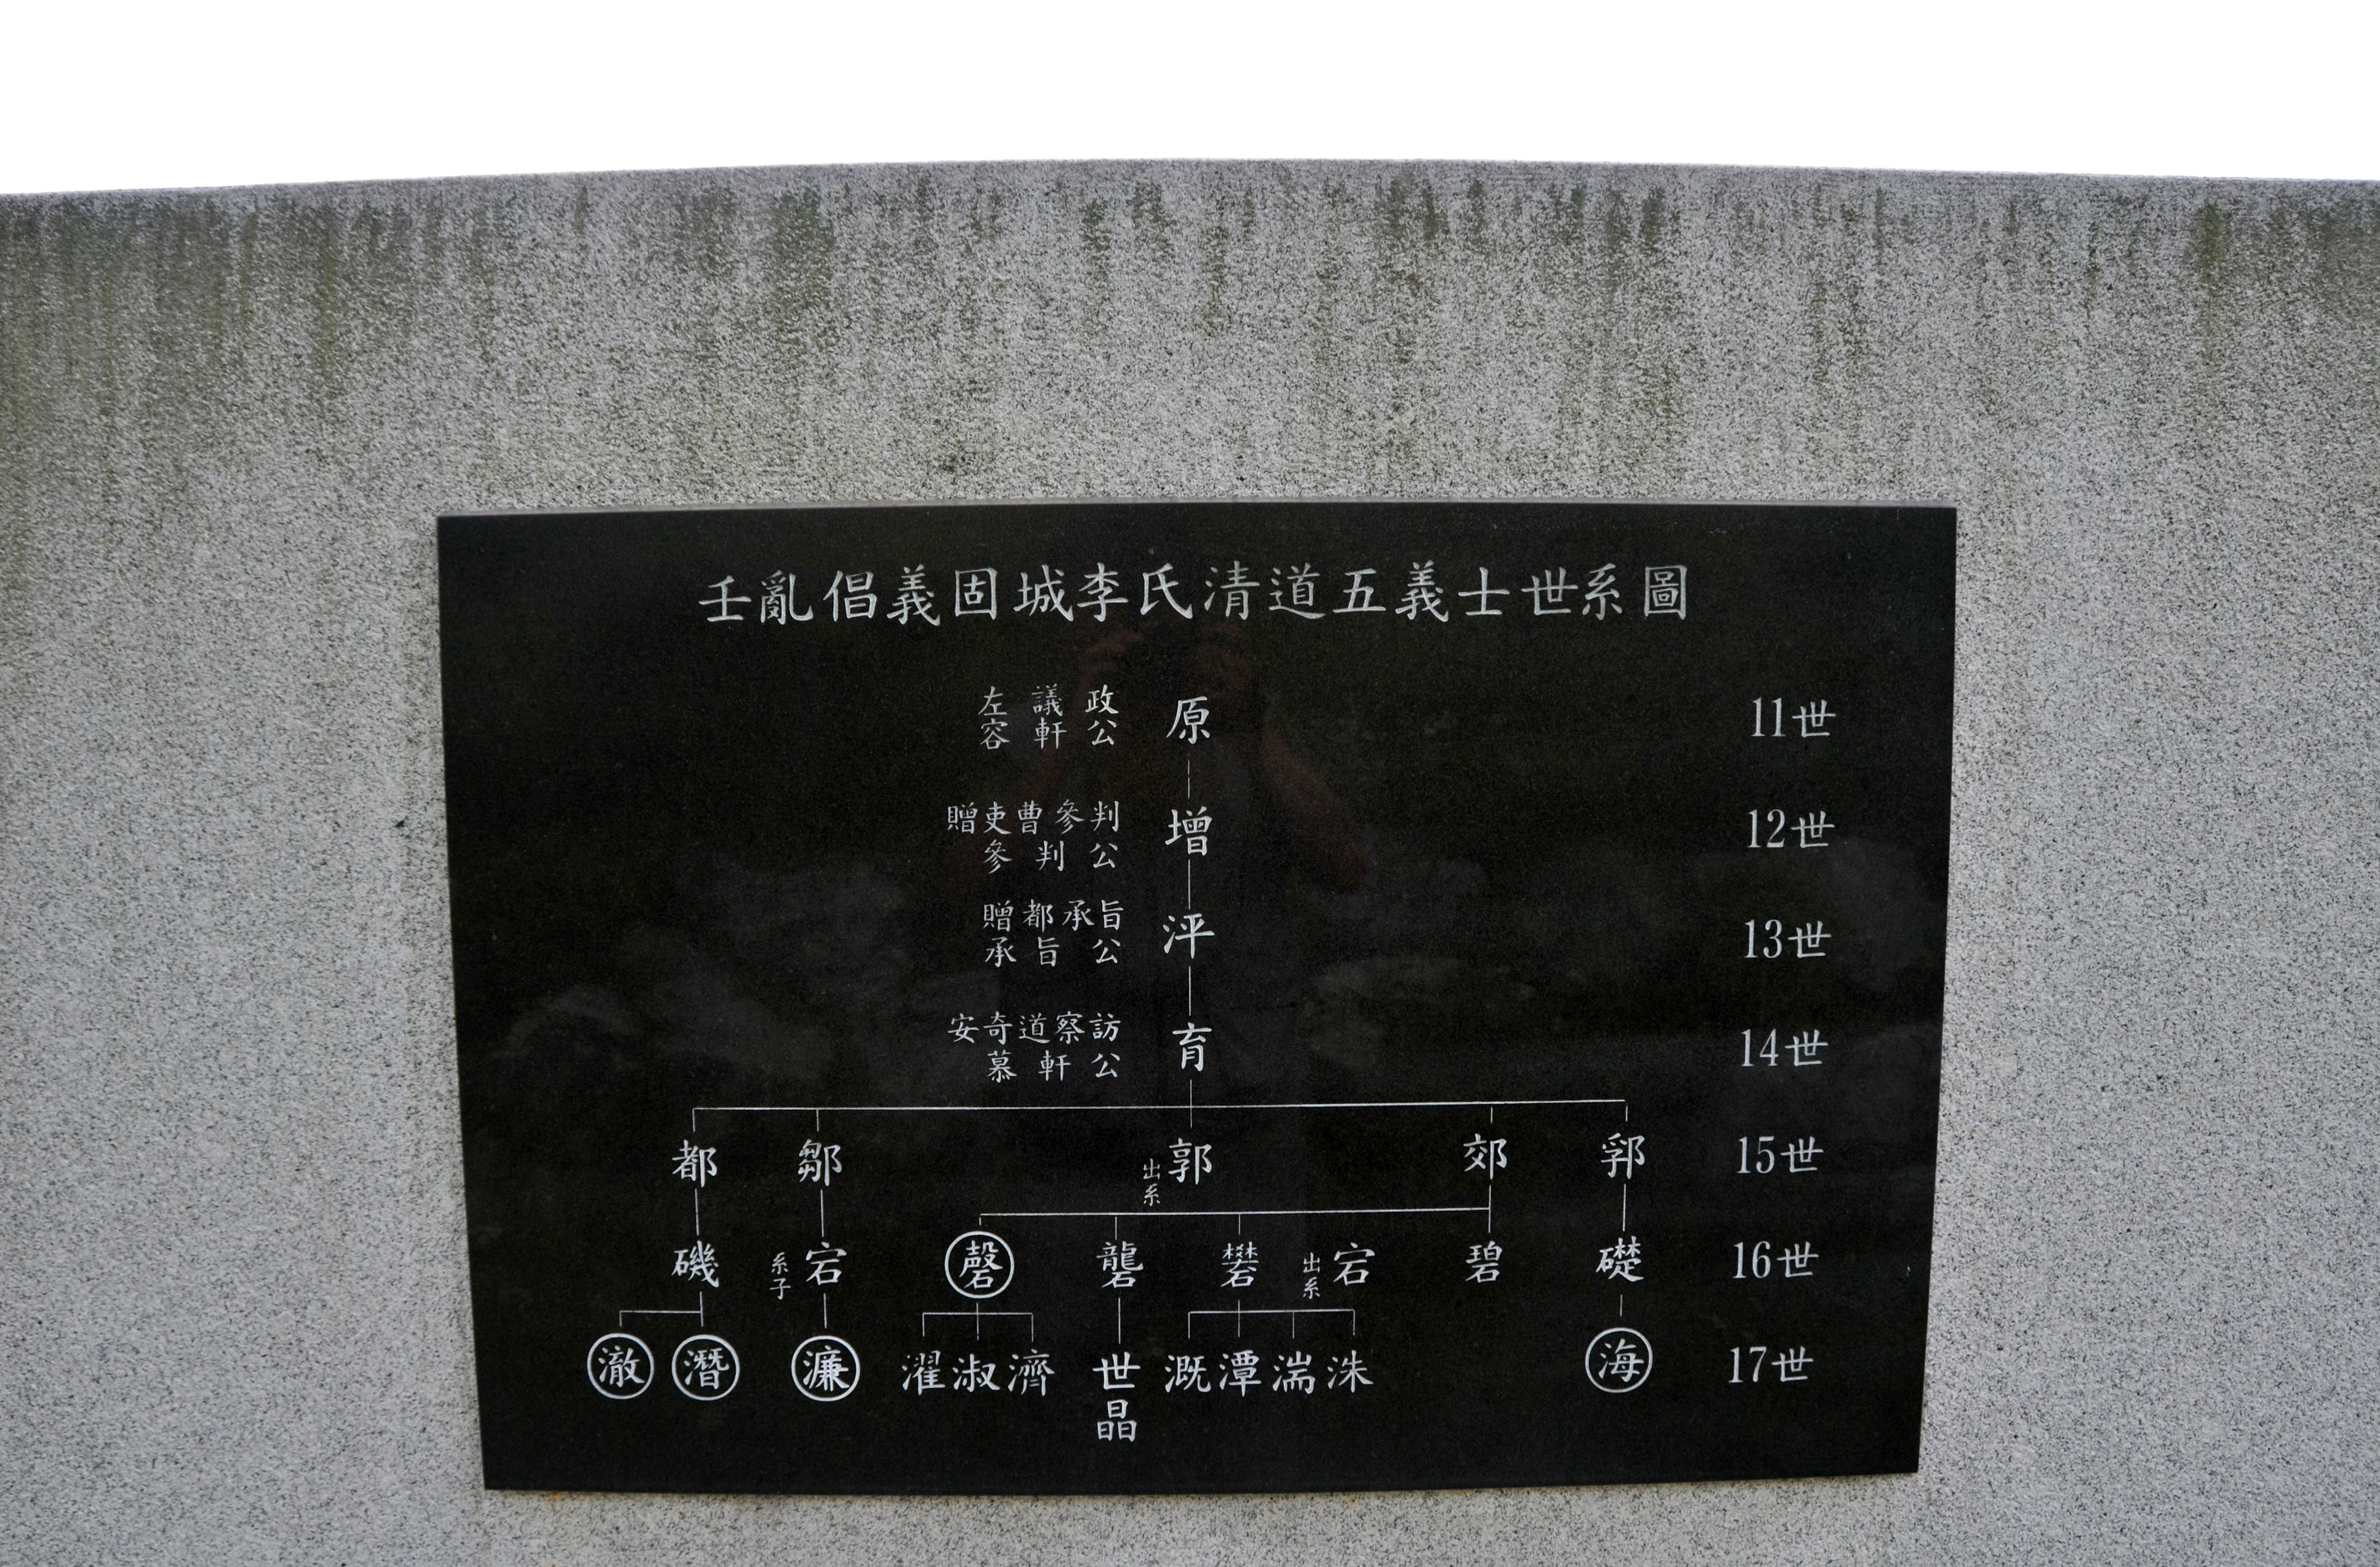 壬亂倡義固城李氏清道五義士世系圖
左議政
容軒公
原
11世
贈吏曹參判
參判公
增
12世
贈都承旨
承旨公
泙
13世
安奇道察訪
慕軒公
育
14世
都 鄒 出系 郭 郊 郛 15世
磯 系子 宕 磬 礱 礬 出系 宕 碧 礎 16世
澈 潛 濂 濯 淑 濟 世晶 溉 潭 湍 洙 海 17世